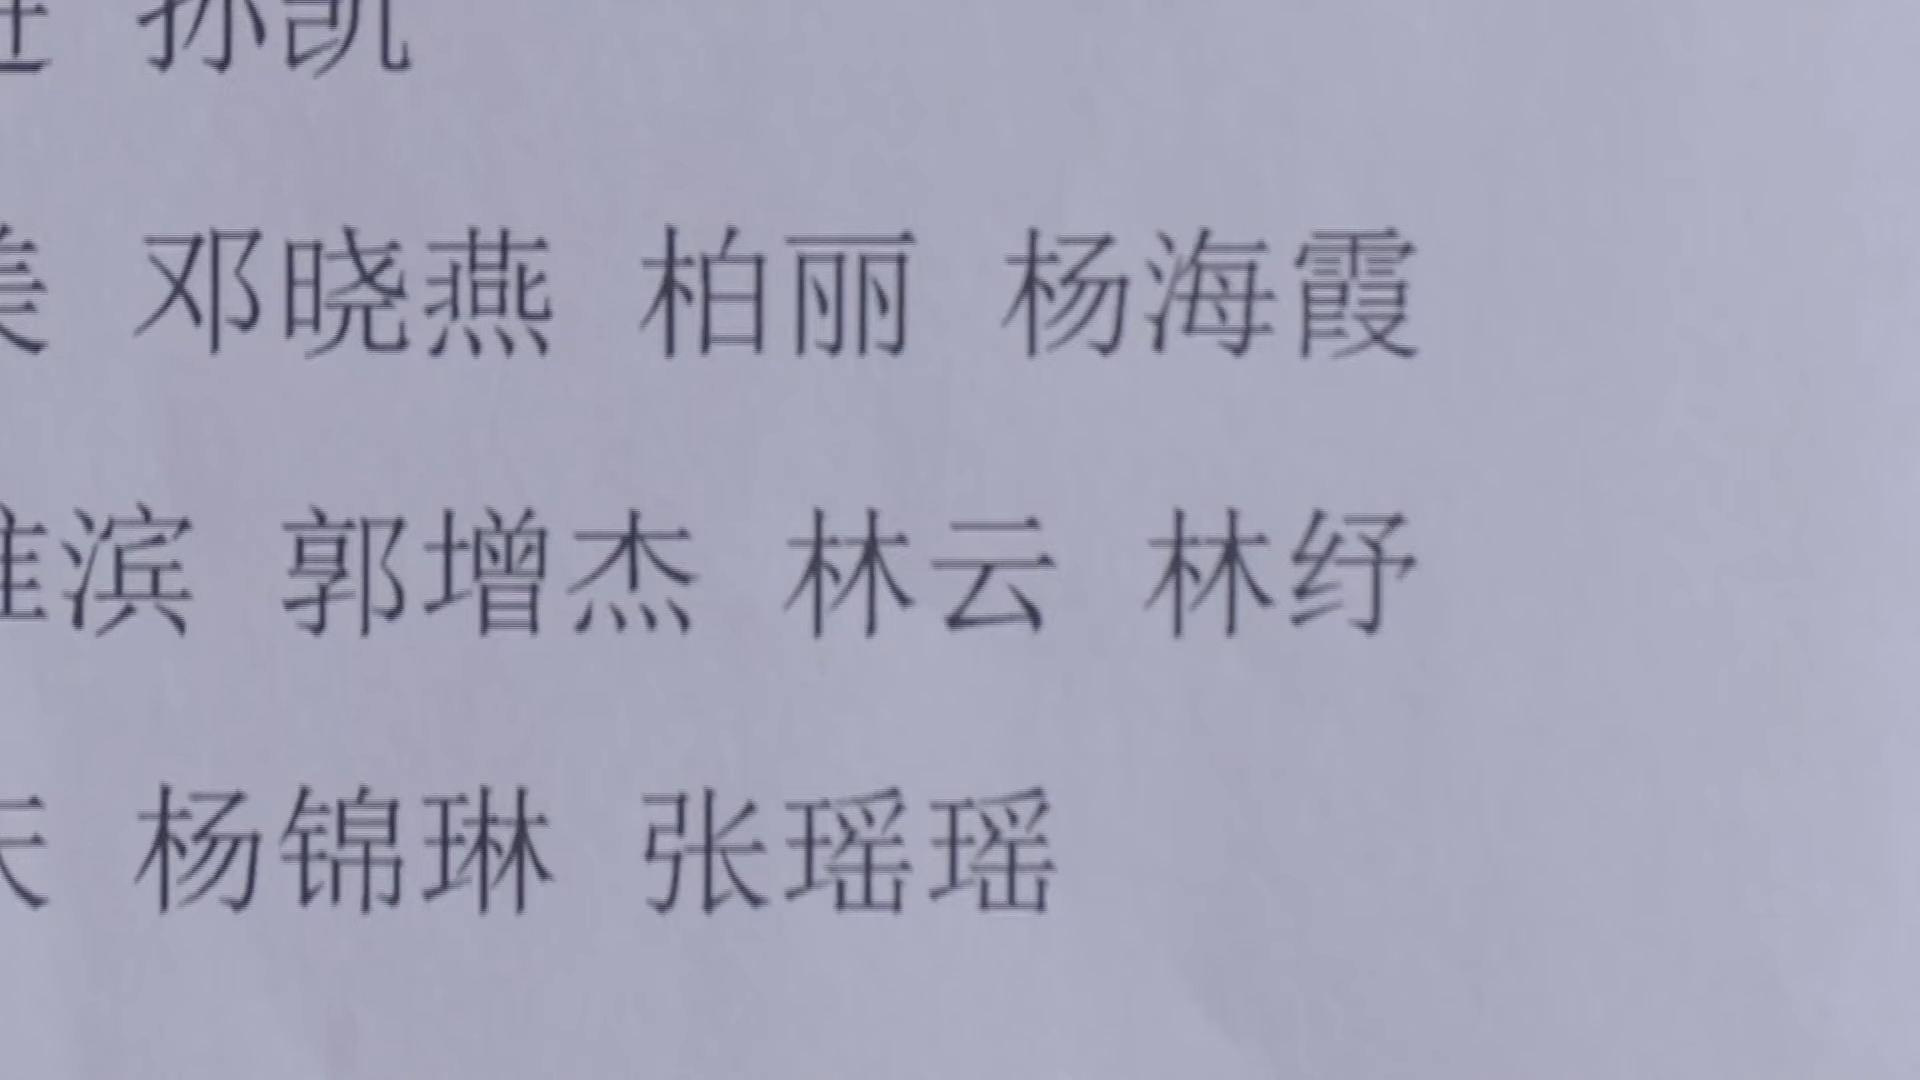 孙凯
美 邓晓燕 柏丽 杨海霞
滨 郭增杰 林云 林纾
杨锦琳 张瑶瑶